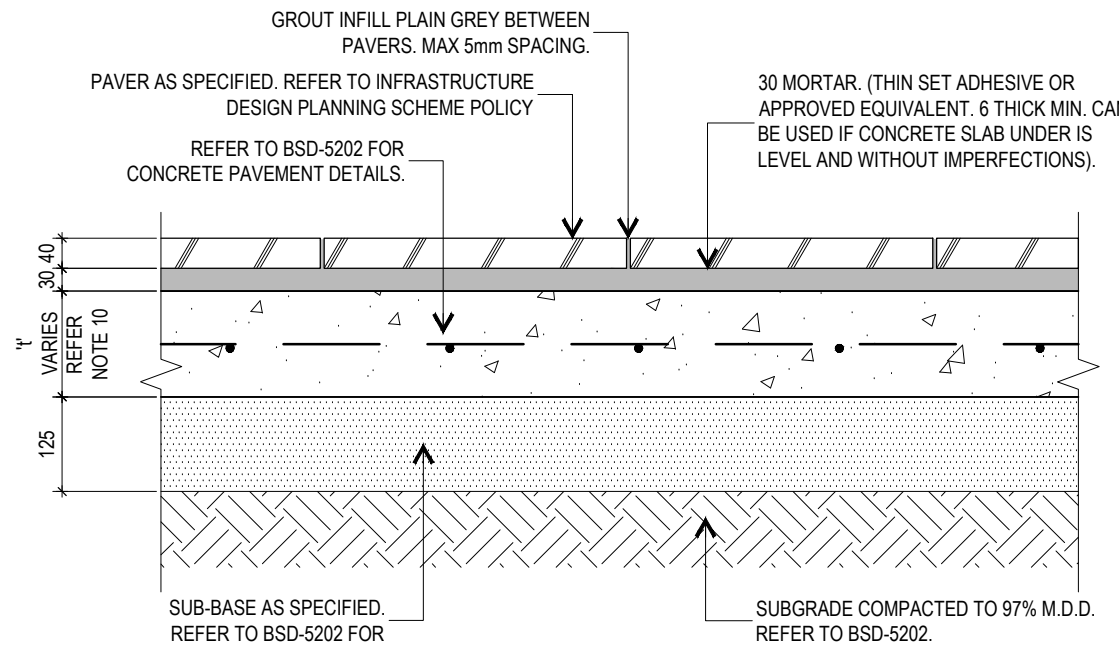 GROUT INFILL PLAIN GREY BETWEEN
PAVERS. MAX 5mm SPACING.
PAVER AS SPECIFIED. REFER TO INFRASTRUCTURE
DESIGN PLANNING SCHEME POLICY
REFER TO BSD-5202 FOR
CONCRETE PAVEMENT DETAILS.
30 MORTAR. (THIN SET ADHESIVE OR
APPROVED EQUIVALENT. 6 THICK MIN. CAN
BE USED IF CONCRETE SLAB UNDER IS
LEVEL AND WITHOUT IMPERFECTIONS).
40
30
't'
VARIES
REFER
NOTE 10
125
SUB-BASE AS SPECIFIED.
REFER TO BSD-5202 FOR
SUBGRADE COMPACTED TO 97% M.D.D.
REFER TO BSD-5202.